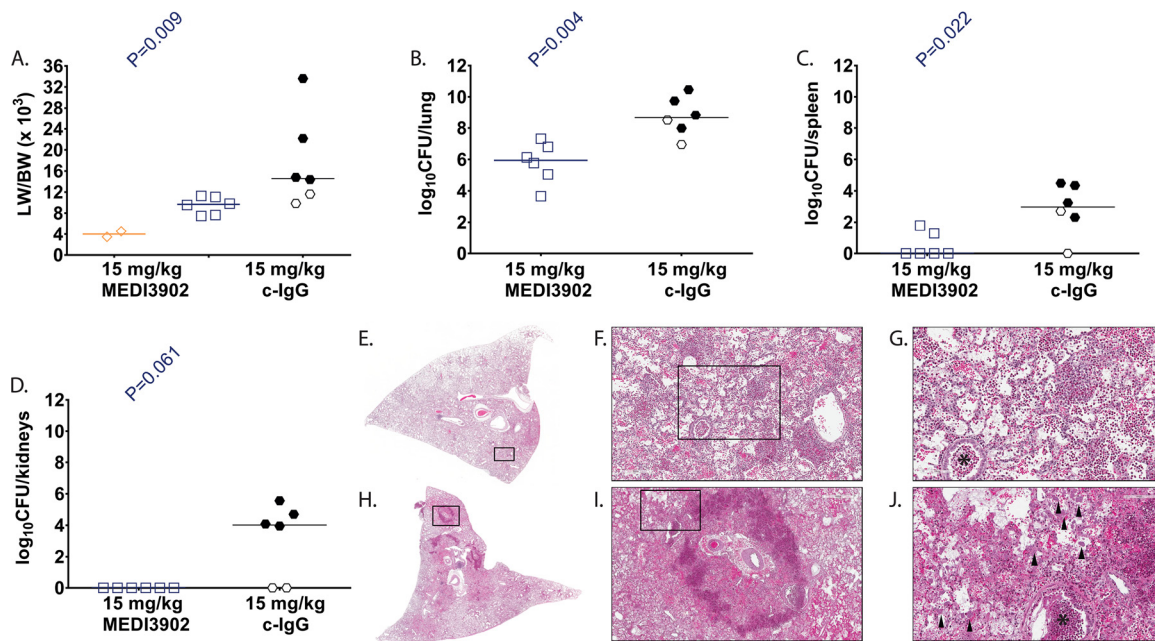 A.
P=0.009
LW/BW (x 10³)
36
32
28
24
20
16
12
8
4
0
15 mg/kg
MEDI3902
15 mg/kg
c-IgG
B.
P=0.004
log₁₀CFU/lung
12
10
8
6
4
2
0
15 mg/kg
MEDI3902
15 mg/kg
c-IgG
C.
P=0.022
log₁₀CFU/spleen
12
10
8
6
4
2
0
15 mg/kg
MEDI3902
15 mg/kg
c-IgG
D.
P=0.061
log₁₀CFU/kidneys
12
10
8
6
4
2
0
15 mg/kg
MEDI3902
15 mg/kg
c-IgG
E.
F.
G.
*
H.
I.
J.
*